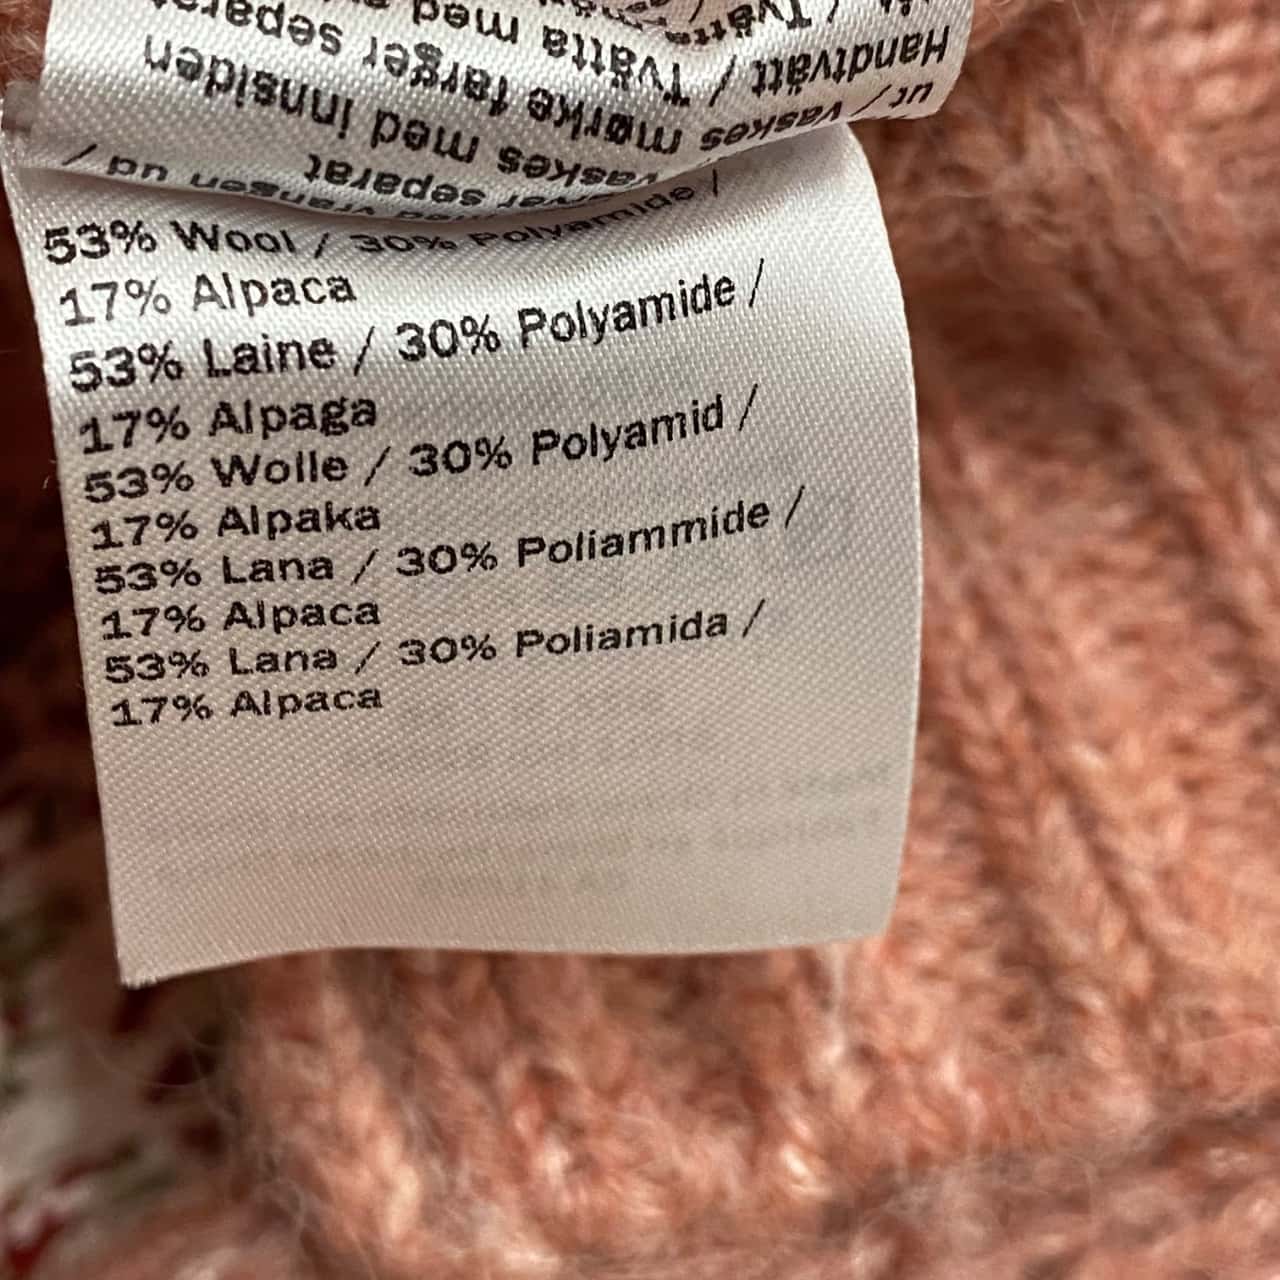 Handtvätt / Tvätta med
ut / vaskes mørke farger separat
vaskes med innsiden
separat
ud /
53% Wool / 30% Polyamide /
17% Alpaca
53% Laine / 30% Polyamide /
17% Alpaga
53% Wolle / 30% Polyamid /
17% Alpaka
53% Lana / 30% Poliammide /
17% Alpaca
53% Lana / 30% Poliamida /
17% Alpaca